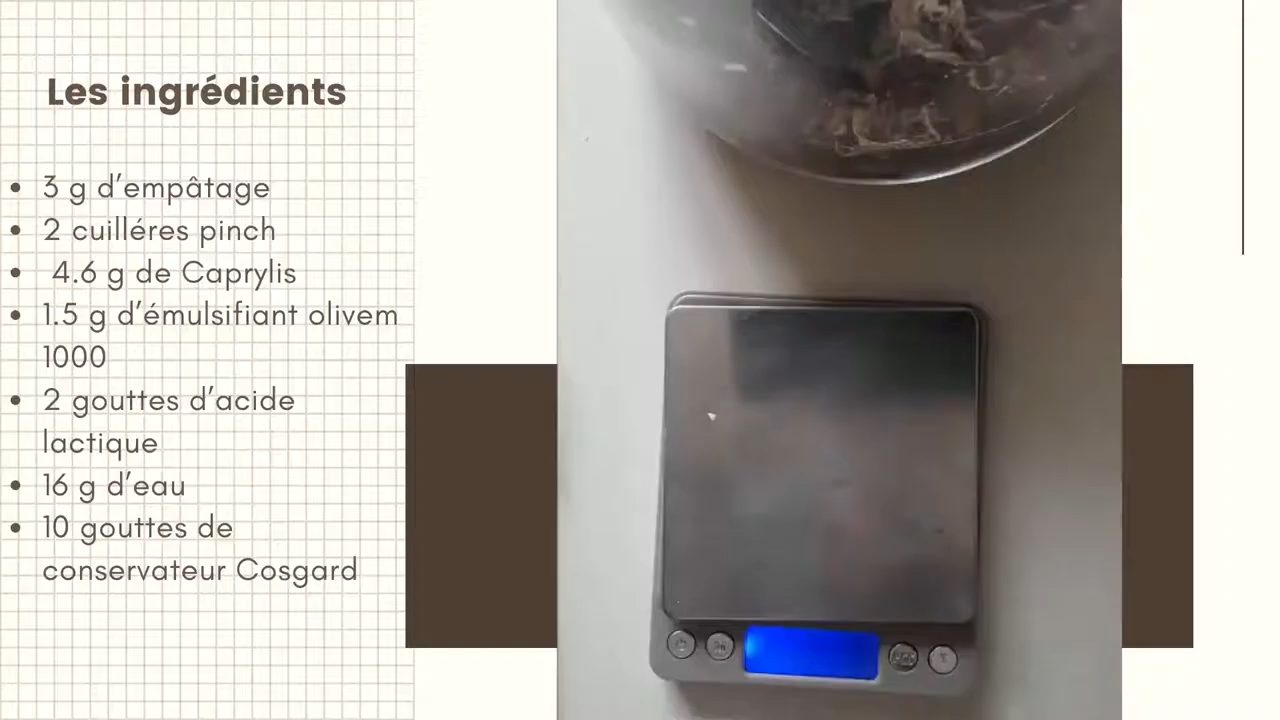 Les ingrédients
3 g d’empâtage
2 cuilléres pinch
4.6 g de Caprylis
1.5 g d’émulsifiant olivem
1000
2 gouttes d’acide
lactique
16 g d’eau
10 gouttes de
conservateur Cosgard